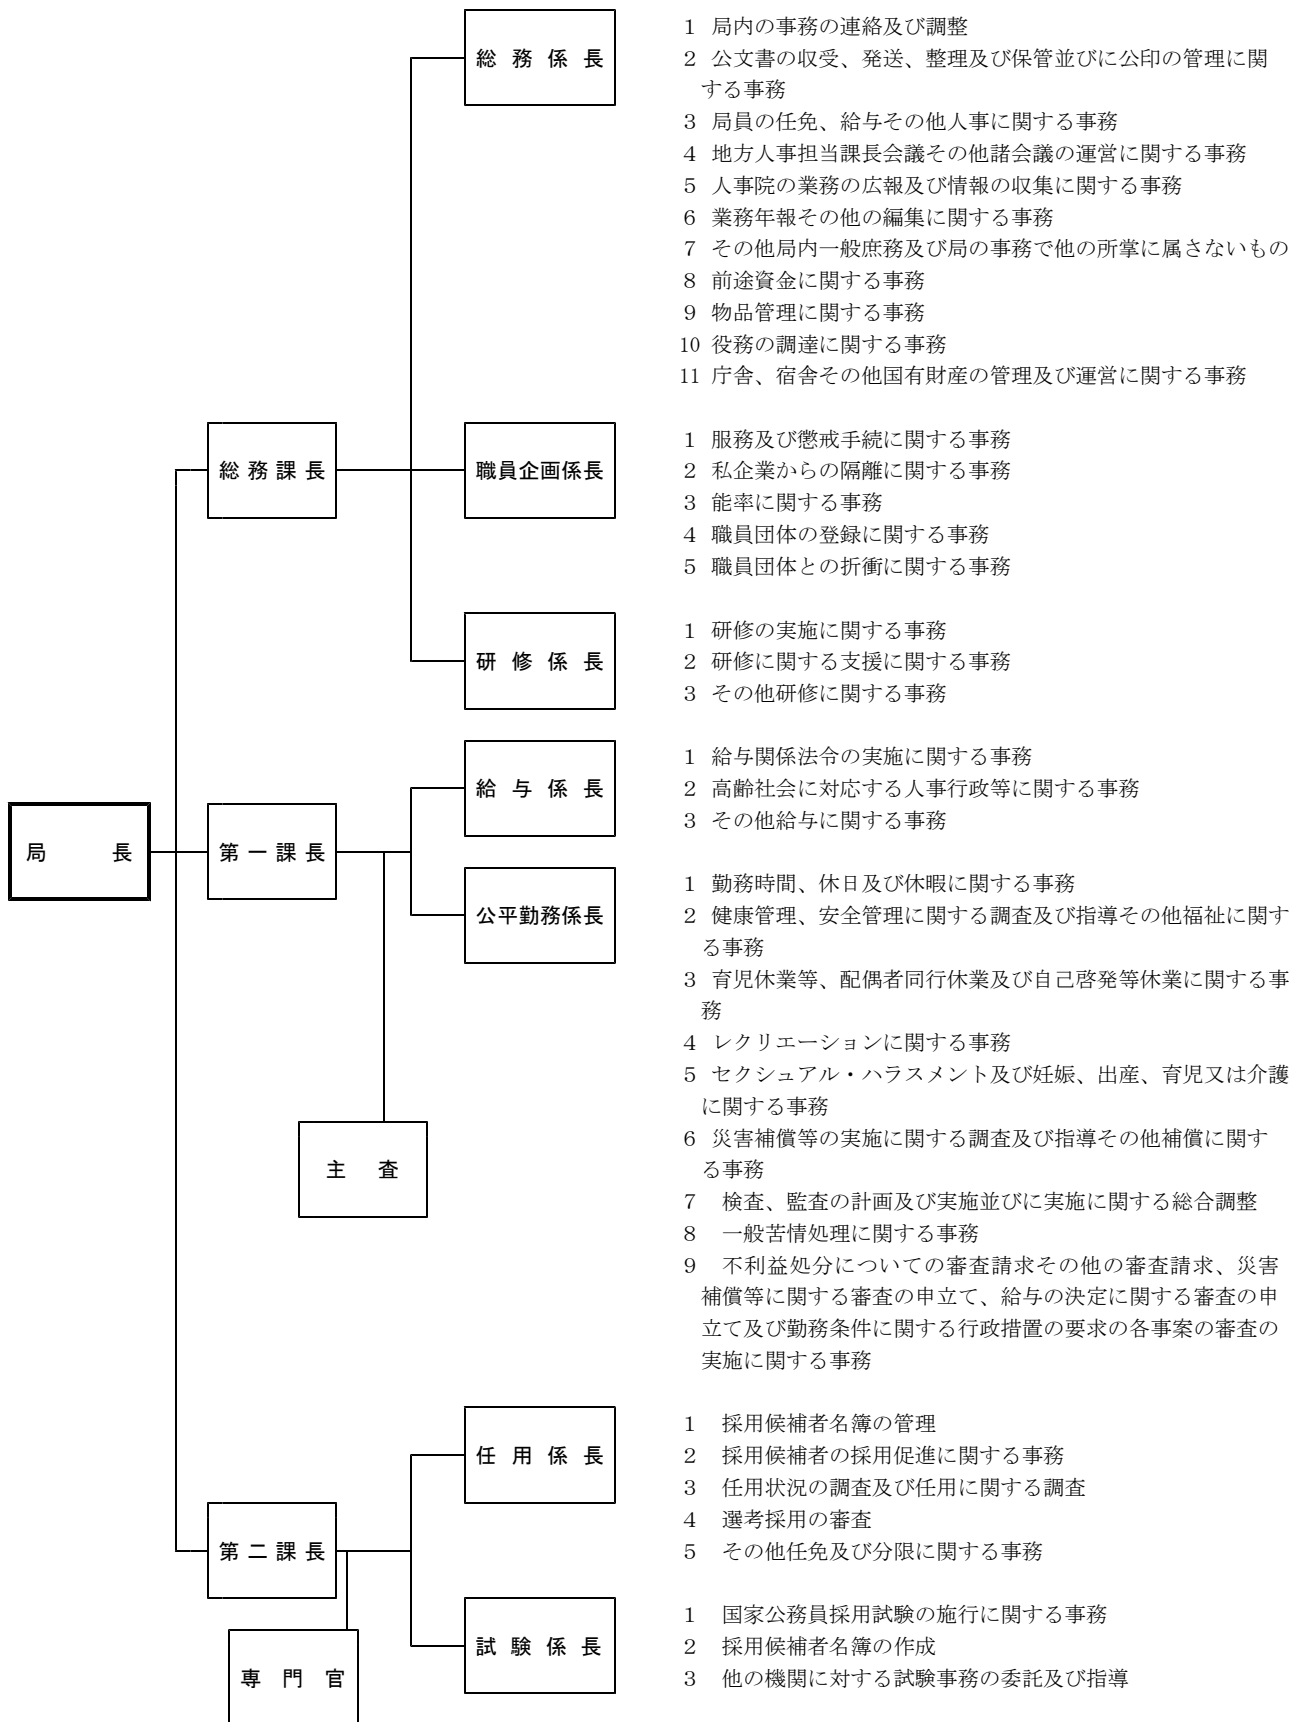 総務係長
1 局内の事務の連絡及び調整
2 公文書の収受、発送、整理及び保管並びに公印の管理に関
する事務
3 局員の任免、給与その他人事に関する事務
4 地方人事担当課長会議その他諸会議の運営に関する事務
5 人事院の業務の広報及び情報の収集に関する事務
6 業務年報その他の編集に関する事務
7 その他局内一般庶務及び局の事務で他の所掌に属さないもの
8 前途資金に関する事務
9 物品管理に関する事務
10 役務の調達に関する事務
11 庁舎、宿舎その他国有財産の管理及び運営に関する事務
総務課長
職員企画係長
1 服務及び懲戒手続に関する事務
2 私企業からの隔離に関する事務
3 能率に関する事務
4 職員団体の登録に関する事務
5 職員団体との折衝に関する事務
研修係長
1 研修の実施に関する事務
2 研修に関する支援に関する事務
3 その他研修に関する事務
給与係長
1 給与関係法令の実施に関する事務
2 高齢社会に対応する人事行政等に関する事務
3 その他給与に関する事務
局長
第一課長
公平勤務係長
1 勤務時間、休日及び休暇に関する事務
2 健康管理、安全管理に関する調査及び指導その他福祉に関す
る事務
3 育児休業等、配偶者同行休業及び自己啓発等休業に関する事
務
4 レクリエーションに関する事務
5 セクシュアル・ハラスメント及び妊娠、出産、育児又は介護
に関する事務
6 災害補償等の実施に関する調査及び指導その他補償に関す
る事務
7 検査、監査の計画及び実施並びに実施に関する総合調整
8 一般苦情処理に関する事務
9 不利益処分についての審査請求その他の審査請求、災害
補償等に関する審査の申立て、給与の決定に関する審査の申
立て及び勤務条件に関する行政措置の要求の各事案の審査の
実施に関する事務
主査
任用係長
1 採用候補者名簿の管理
2 採用候補者の採用促進に関する事務
3 任用状況の調査及び任用に関する調査
4 選考採用の審査
5 その他任免及び分限に関する事務
第二課長
試験係長
1 国家公務員採用試験の施行に関する事務
2 採用候補者名簿の作成
3 他の機関に対する試験事務の委託及び指導
専門官